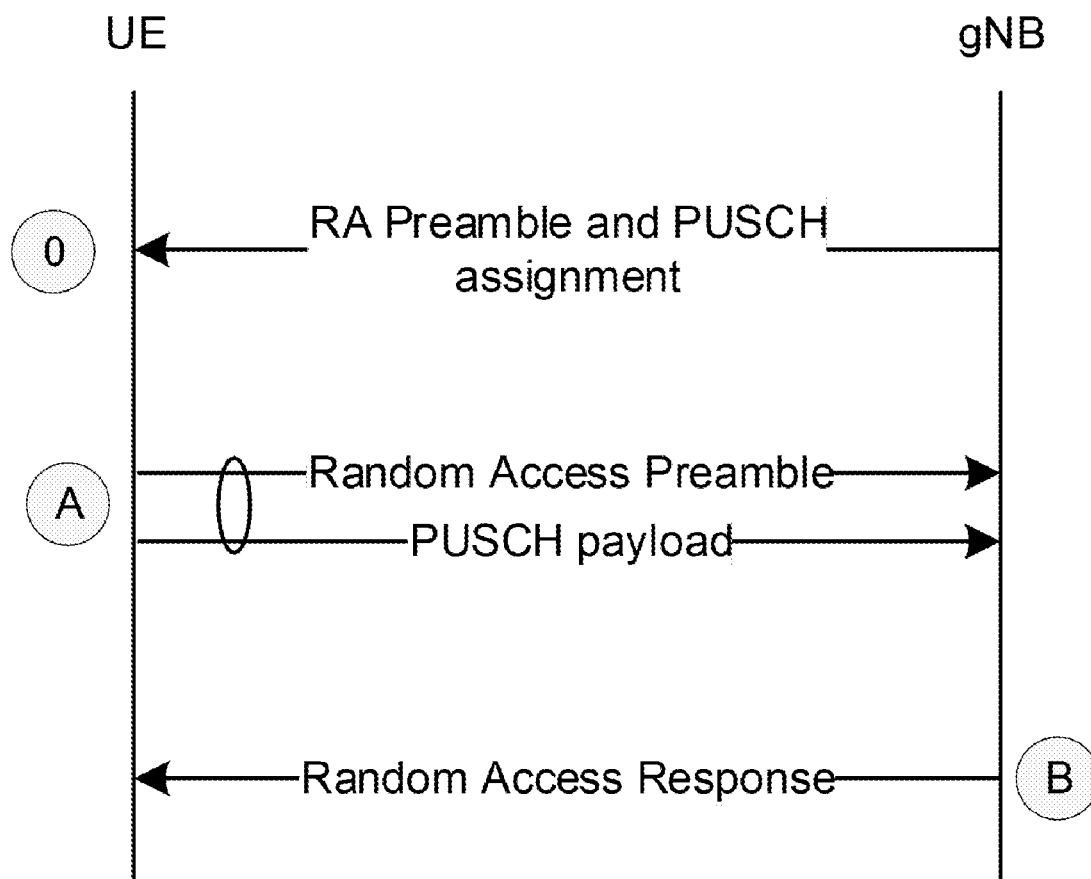 UE
gNB
0
RA Preamble and PUSCH
assignment
A
Random Access Preamble
PUSCH payload
Random Access Response
B